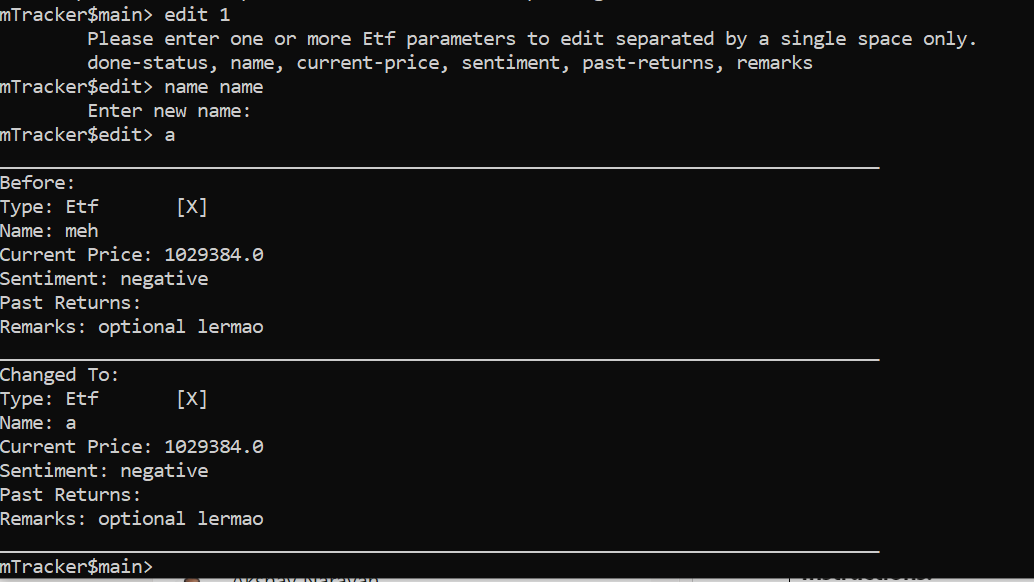 mTracker$main> edit 1
Please enter one or more Etf parameters to edit separated by a single space only.
done-status, name, current-price, sentiment, past-returns, remarks
mTracker$edit> name name
Enter new name:
mTracker$edit> a
Before:
Type: Etf [X]
Name: meh
Current Price: 1029384.0
Sentiment: negative
Past Returns:
Remarks: optional lermao
Changed To:
Type: Etf [X]
Name: a
Current Price: 1029384.0
Sentiment: negative
Past Returns:
Remarks: optional lermao
mTracker$main>